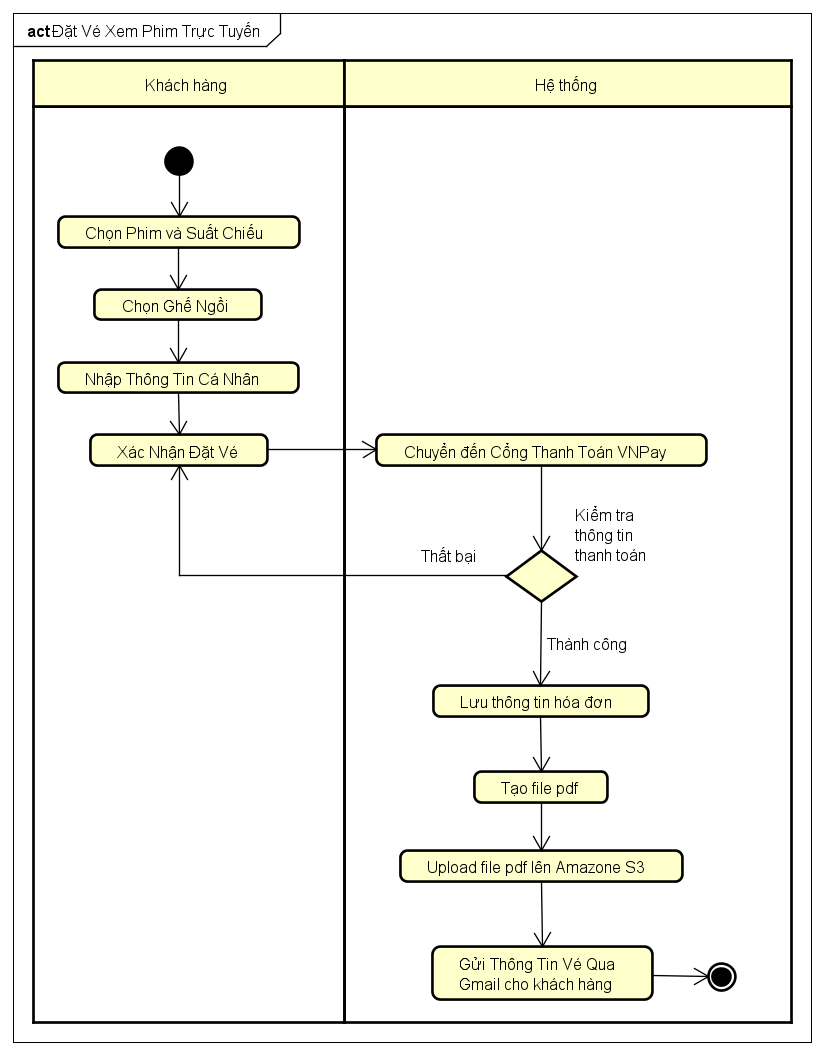 act Đặt Vé Xem Phim Trực Tuyến
Khách hàng
Hệ thống
Chọn Phim và Suất Chiếu
Chọn Ghế Ngồi
Nhập Thông Tin Cá Nhân
Xác Nhận Đặt Vé
Chuyển đến Cổng Thanh Toán VNPay
Kiểm tra
thông tin
thanh toán
Thất bại
Thành công
Lưu thông tin hóa đơn
Tạo file pdf
Upload file pdf lên Amazone S3
Gửi Thông Tin Vé Qua
Gmail cho khách hàng